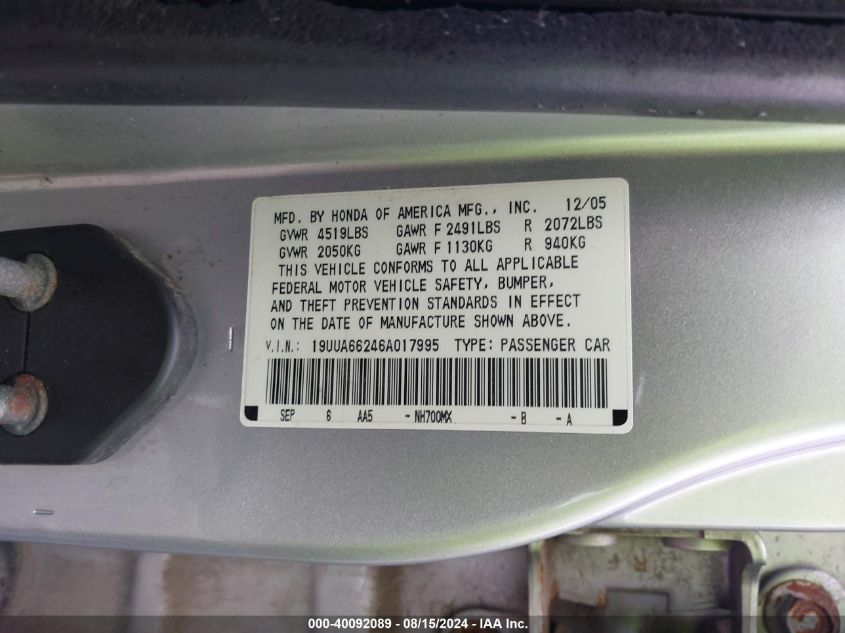 MFD. BY HONDA OF AMERICA MFG., INC. 12/05
GVWR 4519LBS GAWR F 2491LBS R 2072LBS
GVWR 2050KG GAWR F 1130KG R 940KG
THIS VEHICLE CONFORMS TO ALL APPLICABLE
FEDERAL MOTOR VEHICLE SAFETY, BUMPER,
AND THEFT PREVENTION STANDARDS IN EFFECT
ON THE DATE OF MANUFACTURE SHOWN ABOVE.
V.I.N.: 19UUA66246A017995 TYPE: PASSENGER CAR
SEP 6 AA5 - NH700MX - B - A
000-40092089 - 08/15/2024 - IAA Inc.